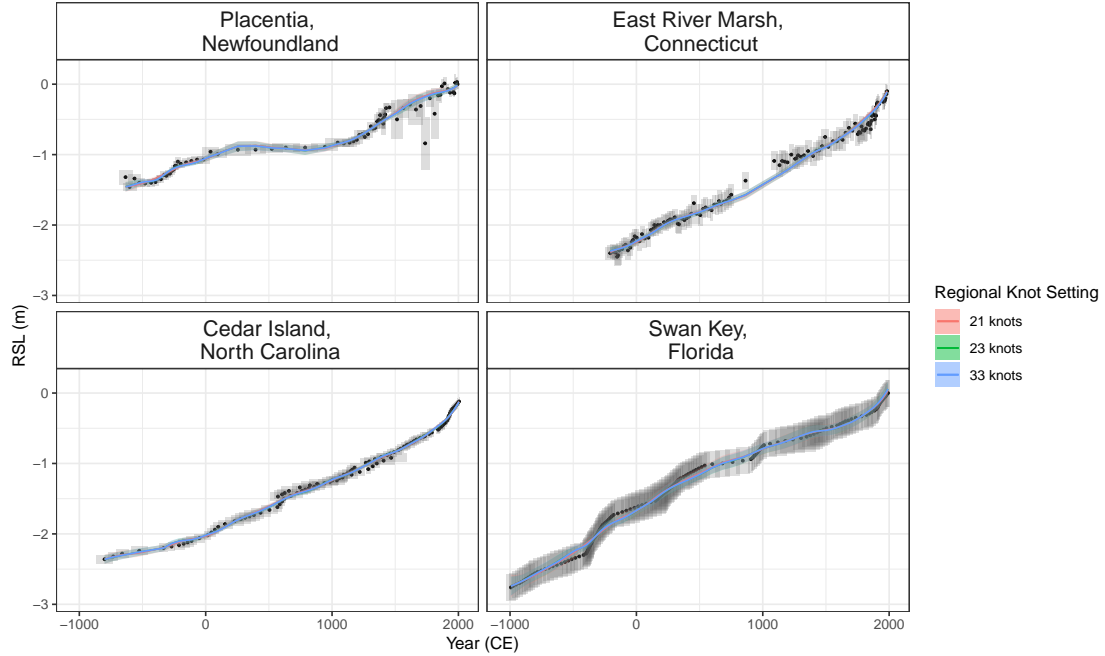 Placentia,
Newfoundland
East River Marsh,
Connecticut
0
−1
−2
−3
Cedar Island,
North Carolina
Swan Key,
Florida
0
−1
−2
−3
−1000
0
1000
2000
−1000
0
1000
2000
RSL (m)
Year (CE)
Regional Knot Setting
21 knots
23 knots
33 knots